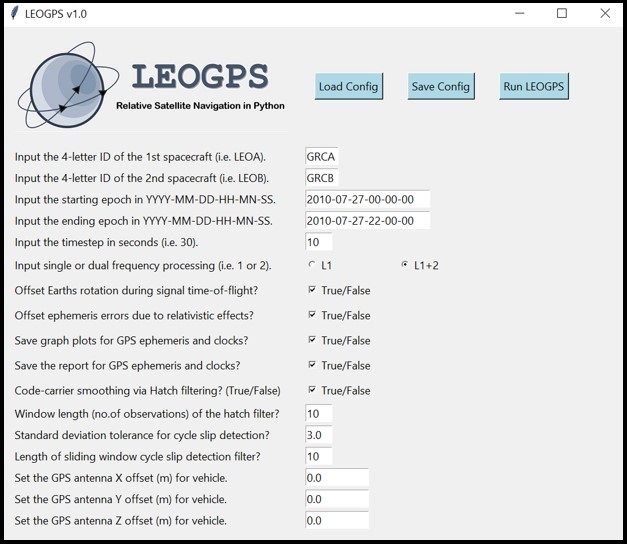 LEOGPS v1.0
LEOGPS
Relative Satellite Navigation in Python
Load Config
Save Config
Run LEOGPS
Input the 4-letter ID of the 1st spacecraft (i.e. LEOA). GRCA
Input the 4-letter ID of the 2nd spacecraft (i.e. LEOB). GRCB
Input the starting epoch in YYYY-MM-DD-HH-MN-SS. 2010-07-27-00-00-00
Input the ending epoch in YYYY-MM-DD-HH-MN-SS. 2010-07-27-22-00-00
Input the timestep in seconds (i.e. 30). 10
Input single or dual frequency processing (i.e. 1 or 2). L1 L1+2
Offset Earths rotation during signal time-of-flight? True/False
Offset ephemeris errors due to relativistic effects? True/False
Save graph plots for GPS ephemeris and clocks? True/False
Save the report for GPS ephemeris and clocks? True/False
Code-carrier smoothing via Hatch filtering? (True/False) True/False
Window length (no.of observations) of the hatch filter? 10
Standard deviation tolerance for cycle slip detection? 3.0
Length of sliding window cycle slip detection filter? 10
Set the GPS antenna X offset (m) for vehicle. 0.0
Set the GPS antenna Y offset (m) for vehicle. 0.0
Set the GPS antenna Z offset (m) for vehicle. 0.0